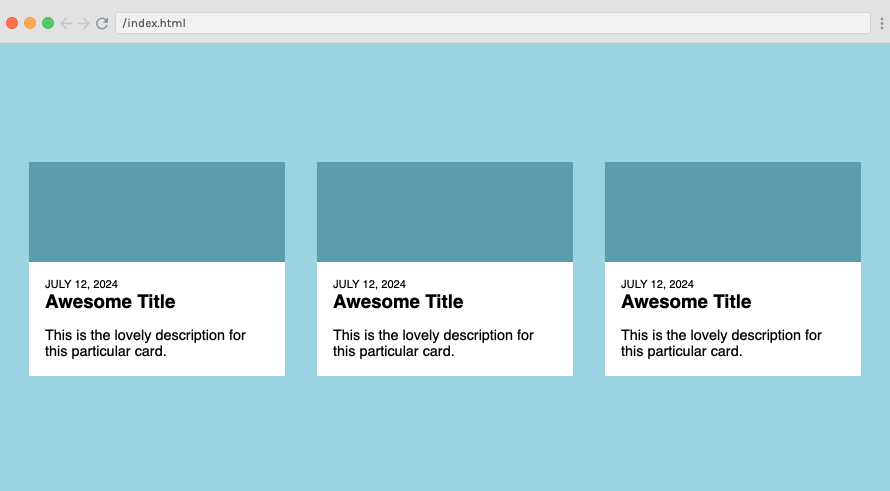 /index.html
JULY 12, 2024
Awesome Title
This is the lovely description for
this particular card.
JULY 12, 2024
Awesome Title
This is the lovely description for
this particular card.
JULY 12, 2024
Awesome Title
This is the lovely description for
this particular card.